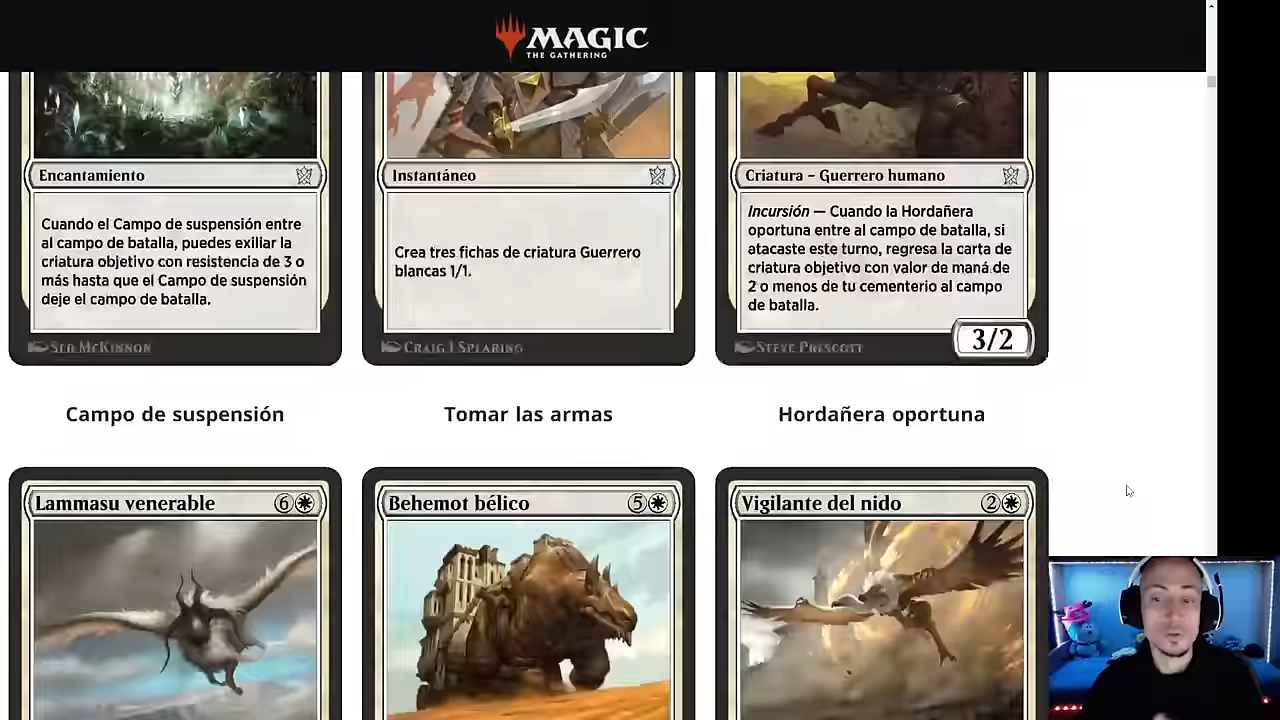 MAGIC
THE GATHERING
Encantamiento
Cuando el Campo de suspensión entre
al campo de batalla, puedes exiliar la
criatura objetivo con resistencia de 3 o
más hasta que el Campo de suspensión
deje el campo de batalla.
Seb McKinnon
Campo de suspensión
Instantáneo
Crea tres fichas de criatura Guerrero
blancas 1/1.
Craig J Spearing
Tomar las armas
Criatura – Guerrero humano
Incursión — Cuando la Hordañera
oportuna entre al campo de batalla, si
atacaste este turno, regresa la carta de
criatura objetivo con valor de maná de
2 o menos de tu cementerio al campo
de batalla.
3/2
Steve Prescott
Hordañera oportuna
Lammasu venerable 6
Behemot bélico 5
Vigilante del nido 2